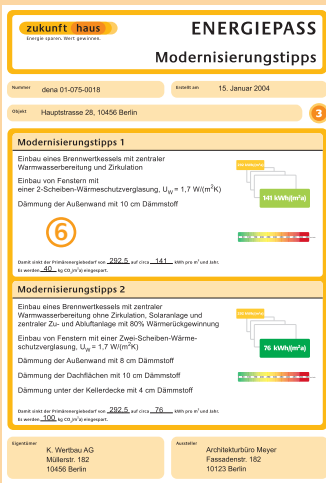 zukunft haus
Energie sparen. Wert gewinnen.
ENERGIEPASS
Modernisierungstipps
Nummer
dena 01-075-0018
Erstellt am
15. Januar 2004
Objekt
Hauptstrasse 28, 10456 Berlin
3
Modernisierungstipps 1
Einbau eines Brennwertkessels mit zentraler
Warmwasserbereitung und Zirkulation
Einbau von Fenstern mit
einer 2-Scheiben-Wärmeschutzverglasung, UW = 1,7 W/(m²K)
Dämmung der Außenwand mit 10 cm Dämmstoff
141 kWh/(m²a)
6
Damit sinkt der Primärenergiebedarf von 292,5 auf circa 141 kWh pro m² und Jahr.
Es werden 40 kg CO₂/m²a) eingespart.
Modernisierungstipps 2
Einbau eines Brennwertkessels mit zentraler
Warmwasserbereitung ohne Zirkulation, Solaranlage und
zentraler Zu- und Abluftanlage mit 80% Wärmerückgewinnung
Einbau von Fenstern mit einer Zwei-Scheiben-Wärme-
schutzverglasung, UW = 1,7 W/(m²K)
Dämmung der Außenwand mit 8 cm Dämmstoff
Dämmung der Dachflächen mit 10 cm Dämmstoff
Dämmung unter der Kellerdecke mit 4 cm Dämmstoff
76 kWh/(m²a)
Damit sinkt der Primärenergiebedarf von 292,5 auf circa 76 kWh pro m² und Jahr.
Es werden 100 kg CO₂/m²a) eingespart.
Eigentümer
K. Wertbau AG
Müllerstr. 182
10456 Berlin
Aussteller
Architekturbüro Meyer
Fassadenstr. 182
10123 Berlin